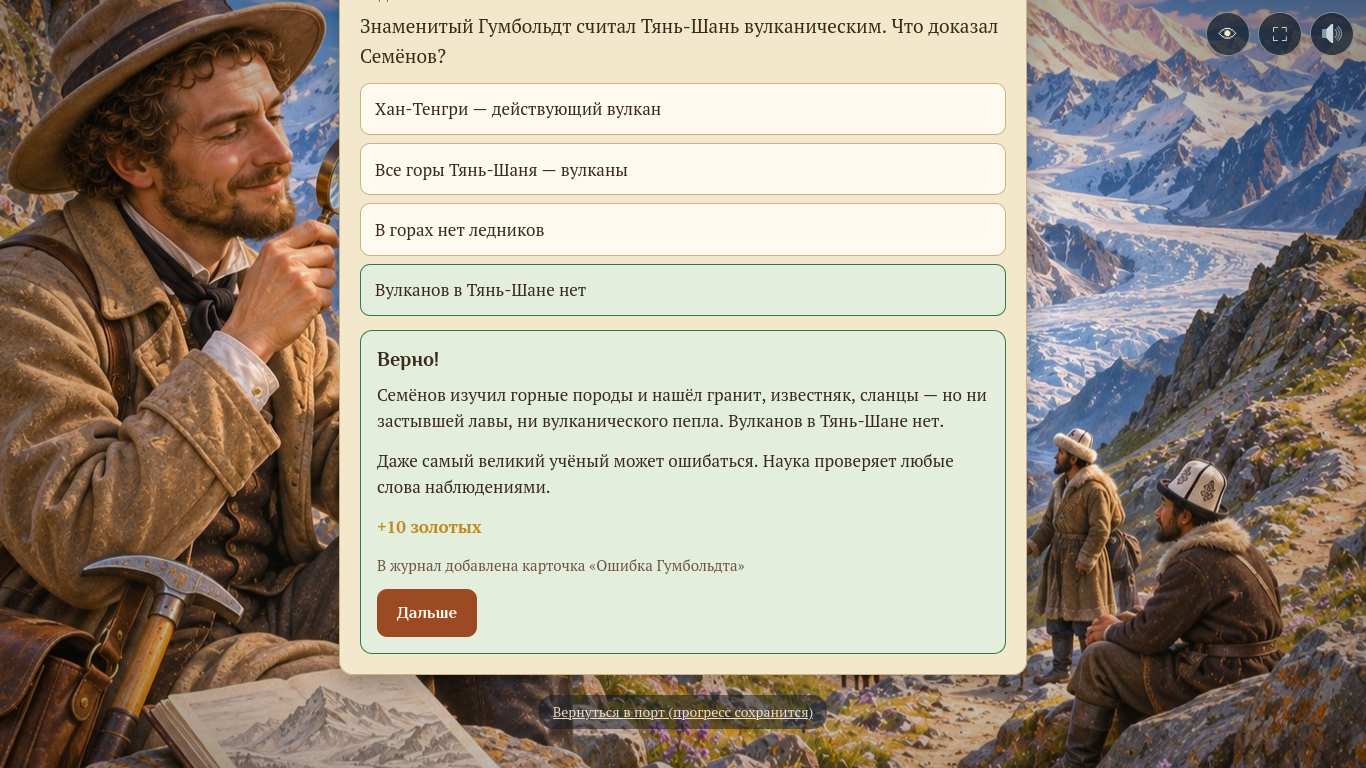 Знаменитый Гумбольдт считал Тянь-Шань вулканическим. Что доказал
Семёнов?
Хан-Тенгри — действующий вулкан
Все горы Тянь-Шаня — вулканы
В горах нет ледников
Вулканов в Тянь-Шане нет
Верно!
Семёнов изучил горные породы и нашёл гранит, известняк, сланцы — но ни
застывшей лавы, ни вулканического пепла. Вулканов в Тянь-Шане нет.
Даже самый великий учёный может ошибаться. Наука проверяет любые
слова наблюдениями.
+10 золотых
В журнал добавлена карточка «Ошибка Гумбольдта»
Дальше
Вернуться в порт (прогресс сохранится)